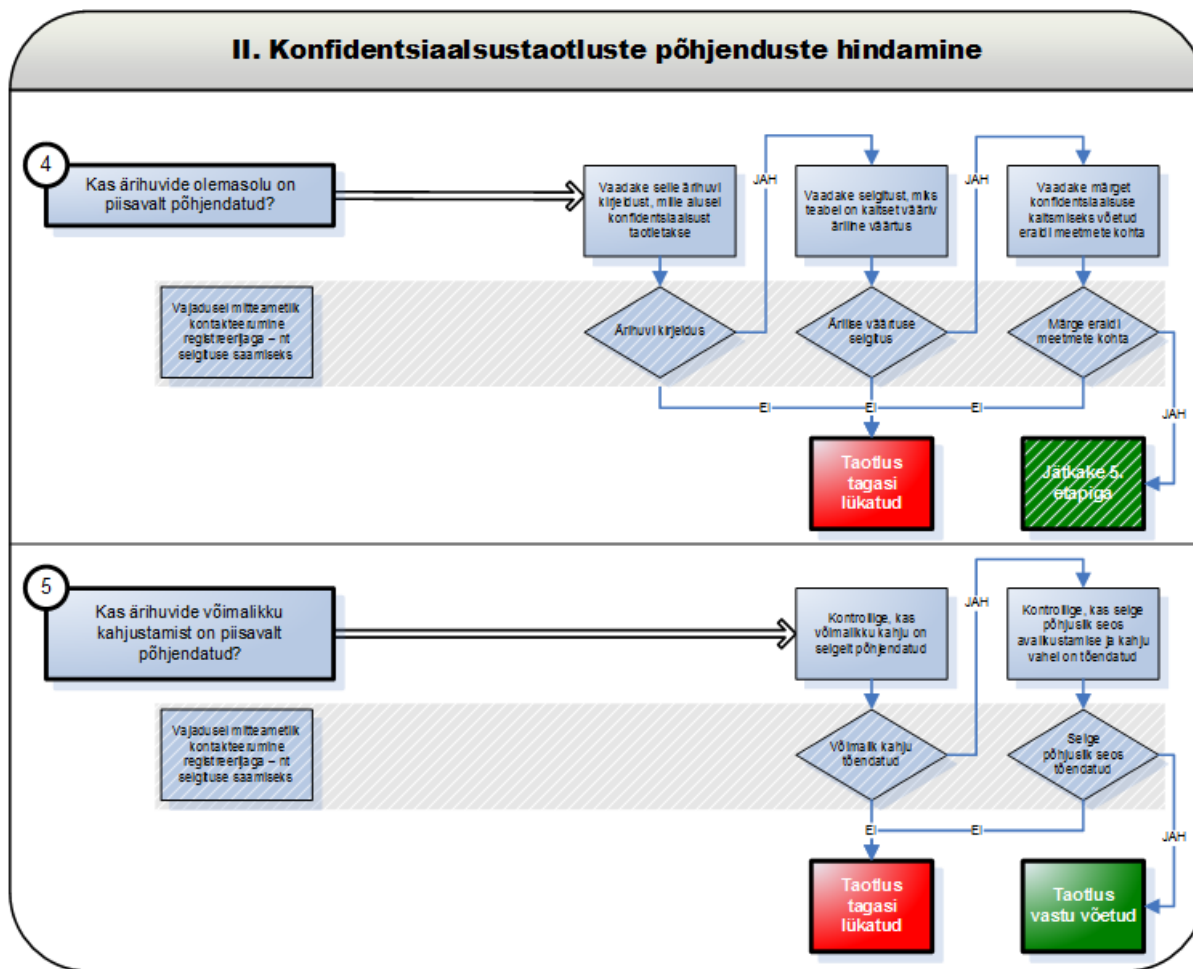 II. Konfidentsiaalsustaotluste põhjenduste hindamine
4
Kas ärihuvide olemasolu on
piisavalt põhjendatud?
Vaadake selle ärihuvi
kirjeldust, mille alusel
konfidentsiaalsust
taotletakse
JAH
Vaadake selgitust, miks
teabel on kaitset vääriv
äriline väärtus
JAH
Vaadake märget
konfidentsiaalsuse
kaitsmiseks võetud
eraldi meetmete kohta
Vajadusel mitteametlik
kontakteerumine
registreerijaga – nt
selgituse saamiseks
Ärihuvi kirjeldus
Ärilise väärtuse
selgitus
Märge eraldi
meetmete kohta
EI
EI
EI
JAH
Taotlus
tagasi
lükatud
Jätkake 5.
etapiga
5
Kas ärihuvide võimalikku
kahjustamist on piisavalt
põhjendatud?
Kontrollige, kas
võimalikku kahju on
selgelt põhjendatud
JAH
Kontrollige, kas selge
põhjuslik seos
avalikustamise ja kahju
vahel on tõendatud
Vajadusel mitteametlik
kontakteerumine
registreerijaga – nt
selgituse saamiseks
Võimalik kahju
tõendatud
Selge
põhjuslik seos
tõendatud
EI
EI
JAH
Taotlus
tagasi
lükatud
Taotlus
vastu võetud